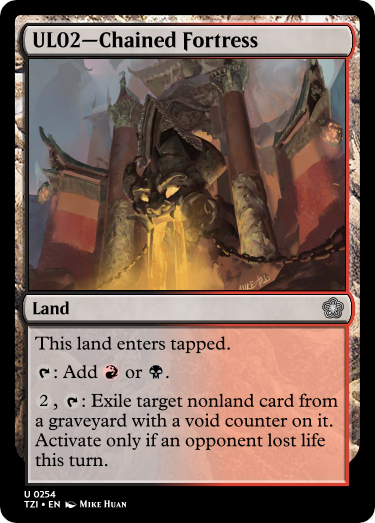 UL02—Chained Fortress
Land
This land enters tapped.
: Add or .
2 , : Exile target nonland card from
a graveyard with a void counter on it.
Activate only if an opponent lost life
this turn.
U 0254
TZI • EN Mike Huan